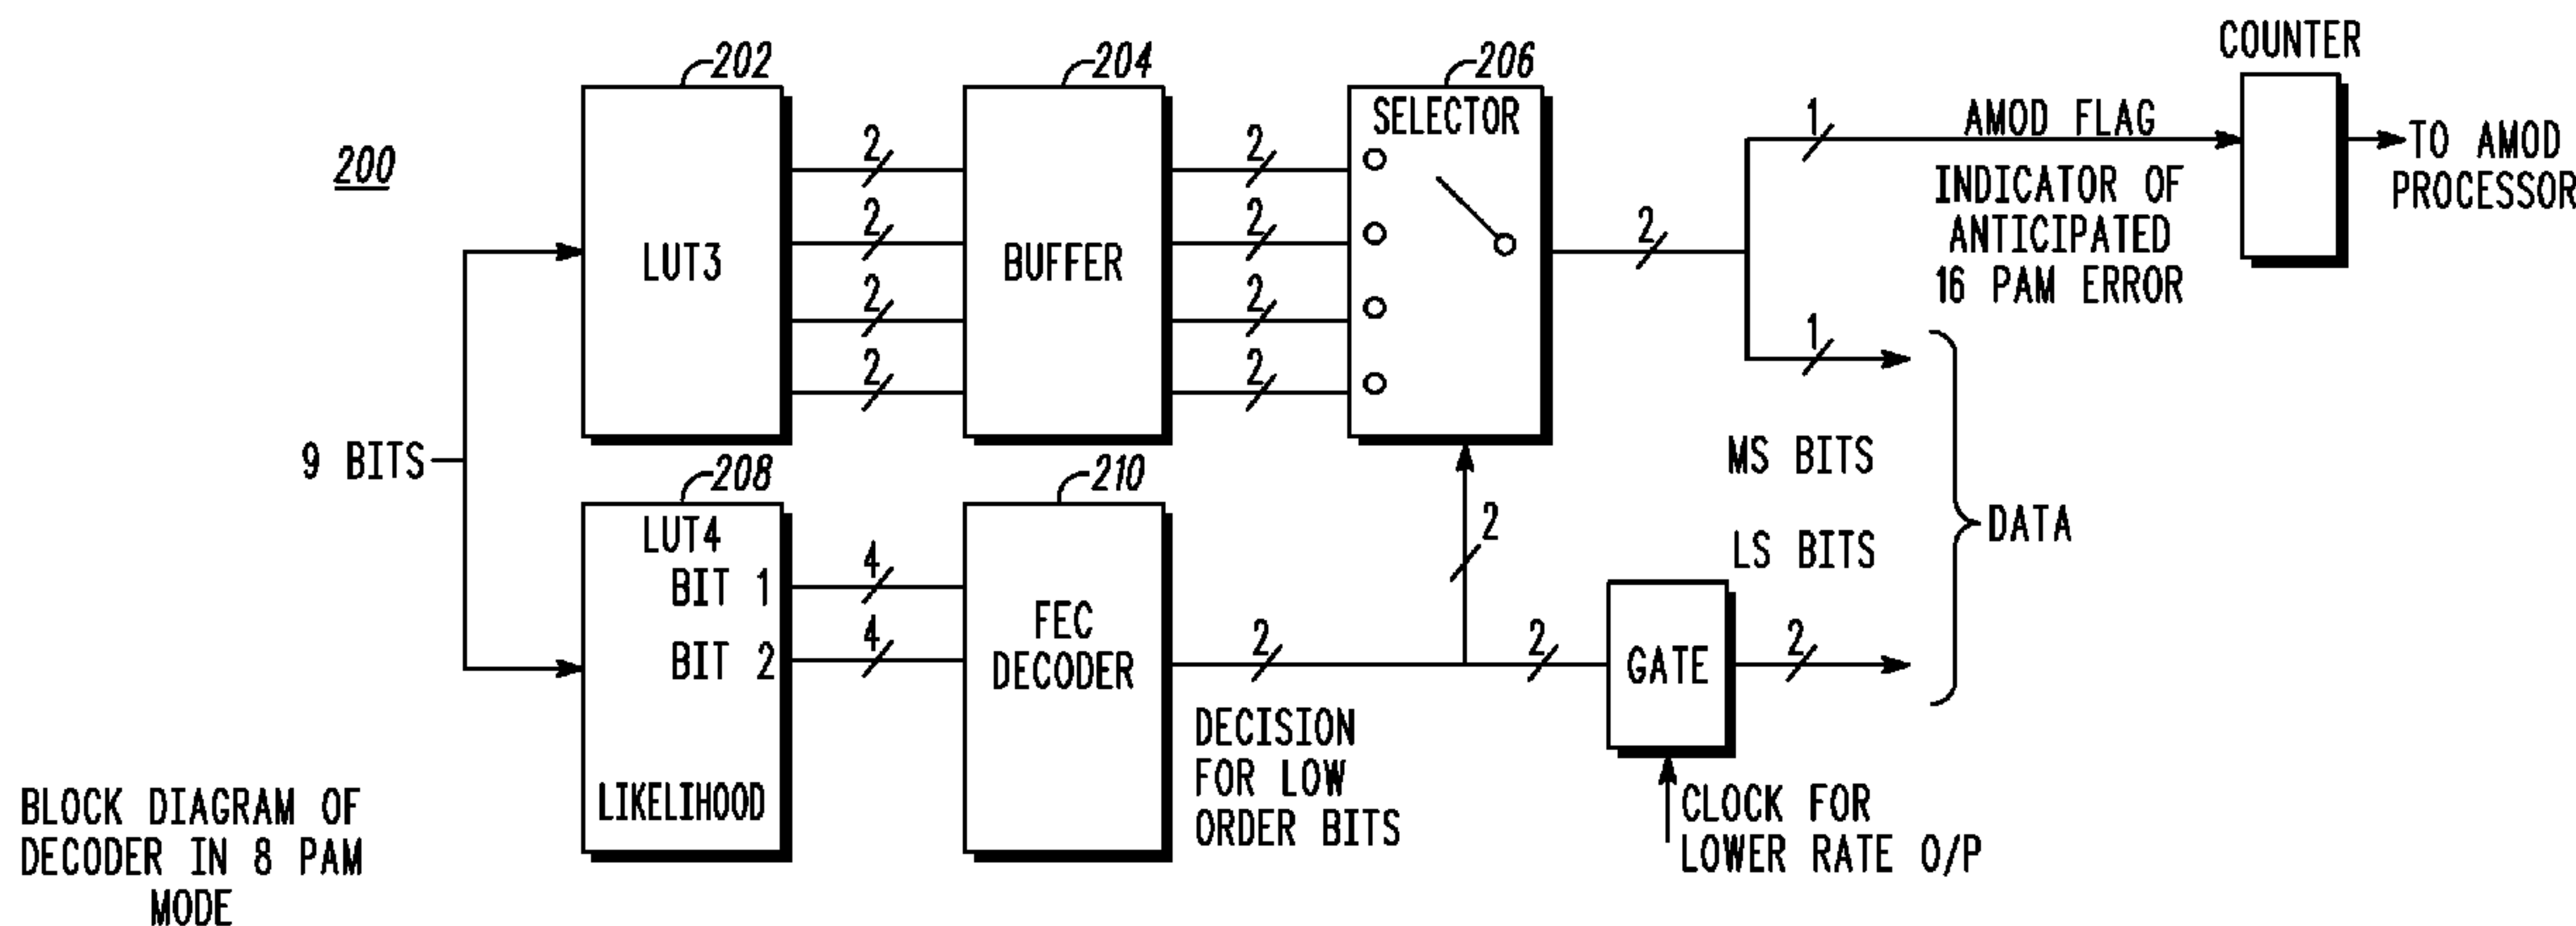 200
202
LUT3
2
2
2
2
204
BUFFER
2
2
2
2
206
SELECTOR
2
1
AMOD FLAG
INDICATOR OF
ANTICIPATED
16 PAM ERROR
COUNTER
TO AMOD
PROCESSOR
1
9 BITS
208
LUT4
BIT 1
BIT 2
LIKELIHOOD
4
4
210
FEC
DECODER
2
DECISION
FOR LOW
ORDER BITS
2
2
GATE
2
CLOCK FOR
LOWER RATE O/P
MS BITS
LS BITS
DATA
BLOCK DIAGRAM OF
DECODER IN 8 PAM
MODE